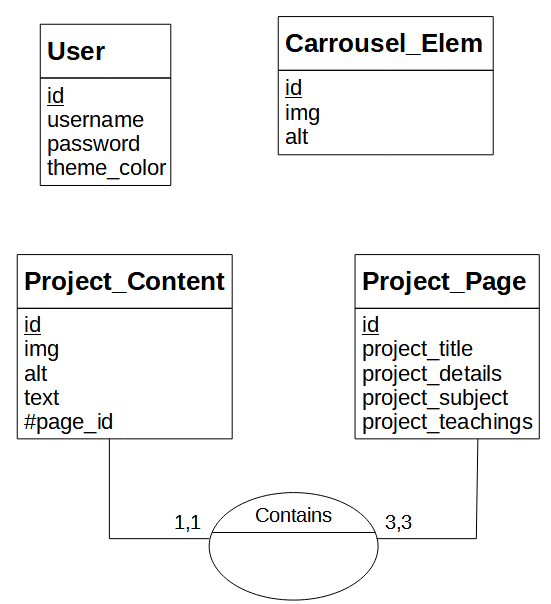 User
id
username
password
theme_color
Carrousel_Elem
id
img
alt
Project_Content
id
img
alt
text
#page_id
Project_Page
id
project_title
project_details
project_subject
project_teachings
1,1
Contains
3,3